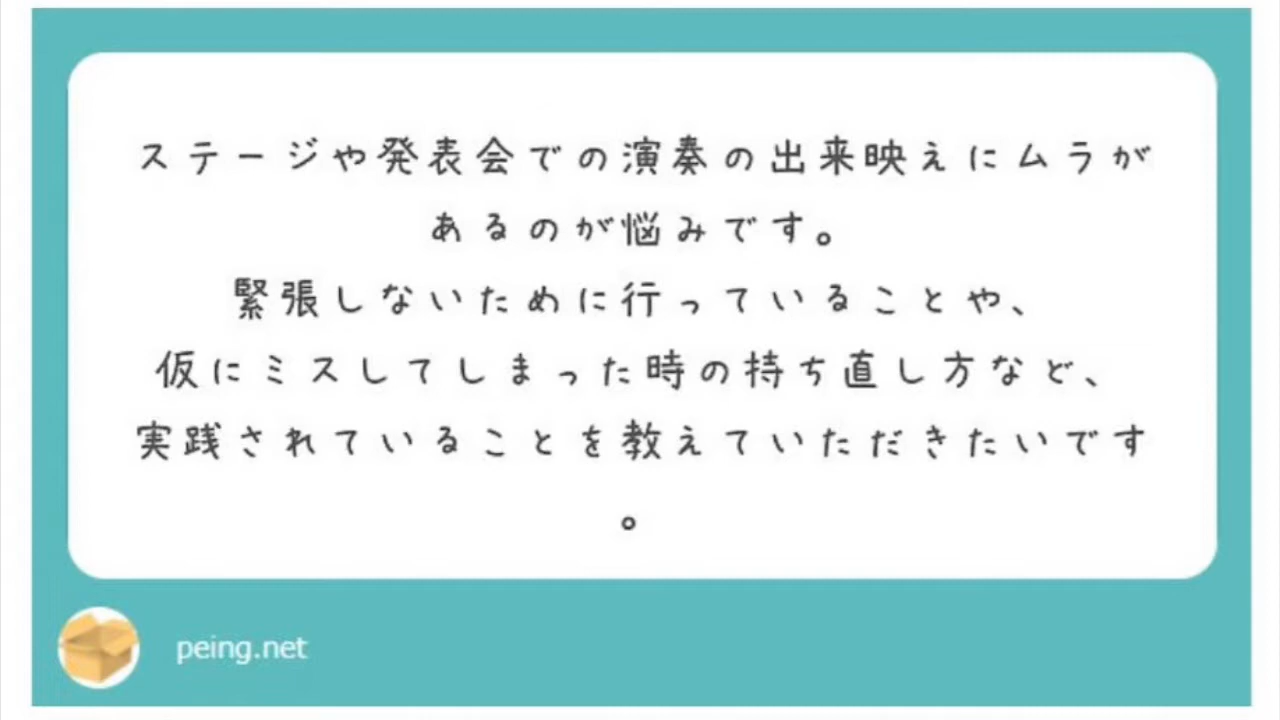 ステージや発表会での演奏の出来映えにムラが
あるのが悩みです。
緊張しないために行っていることや、
仮にミスしてしまった時の持ち直し方など、
実践されていることを教えていただきたいです
。
peing.net